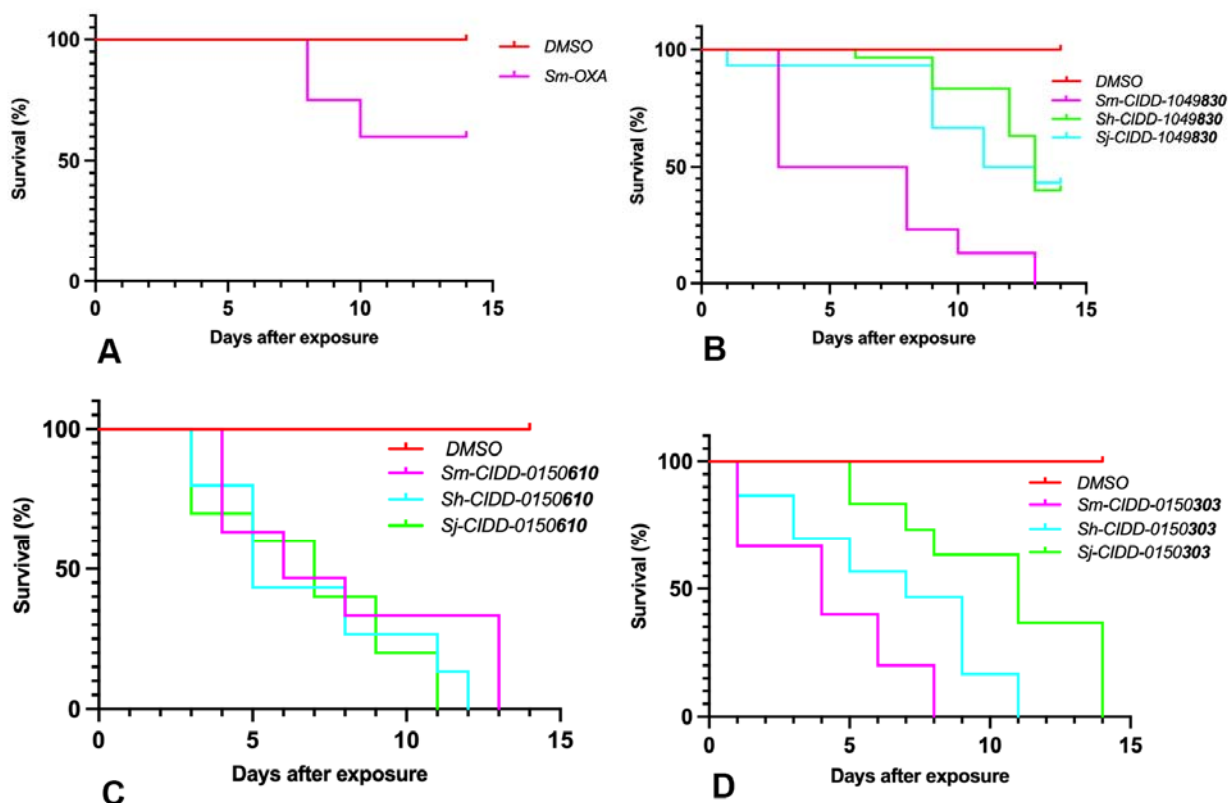 100
50
0
Survival (%)
0 5 10 15
Days after exposure
DMSO
Sm-OXA
A
100
50
0
Survival (%)
0 5 10 15
Days after exposure
DMSO
Sm-CIDD-1049830
Sh-CIDD-1049830
Sj-CIDD-1049830
B
100
50
0
Survival (%)
0 5 10 15
Days after exposure
DMSO
Sm-CIDD-0150610
Sh-CIDD-0150610
Sj-CIDD-0150610
C
100
50
0
Survival (%)
0 5 10 15
Days after exposure
DMSO
Sm-CIDD-0150303
Sh-CIDD-0150303
Sj-CIDD-0150303
D